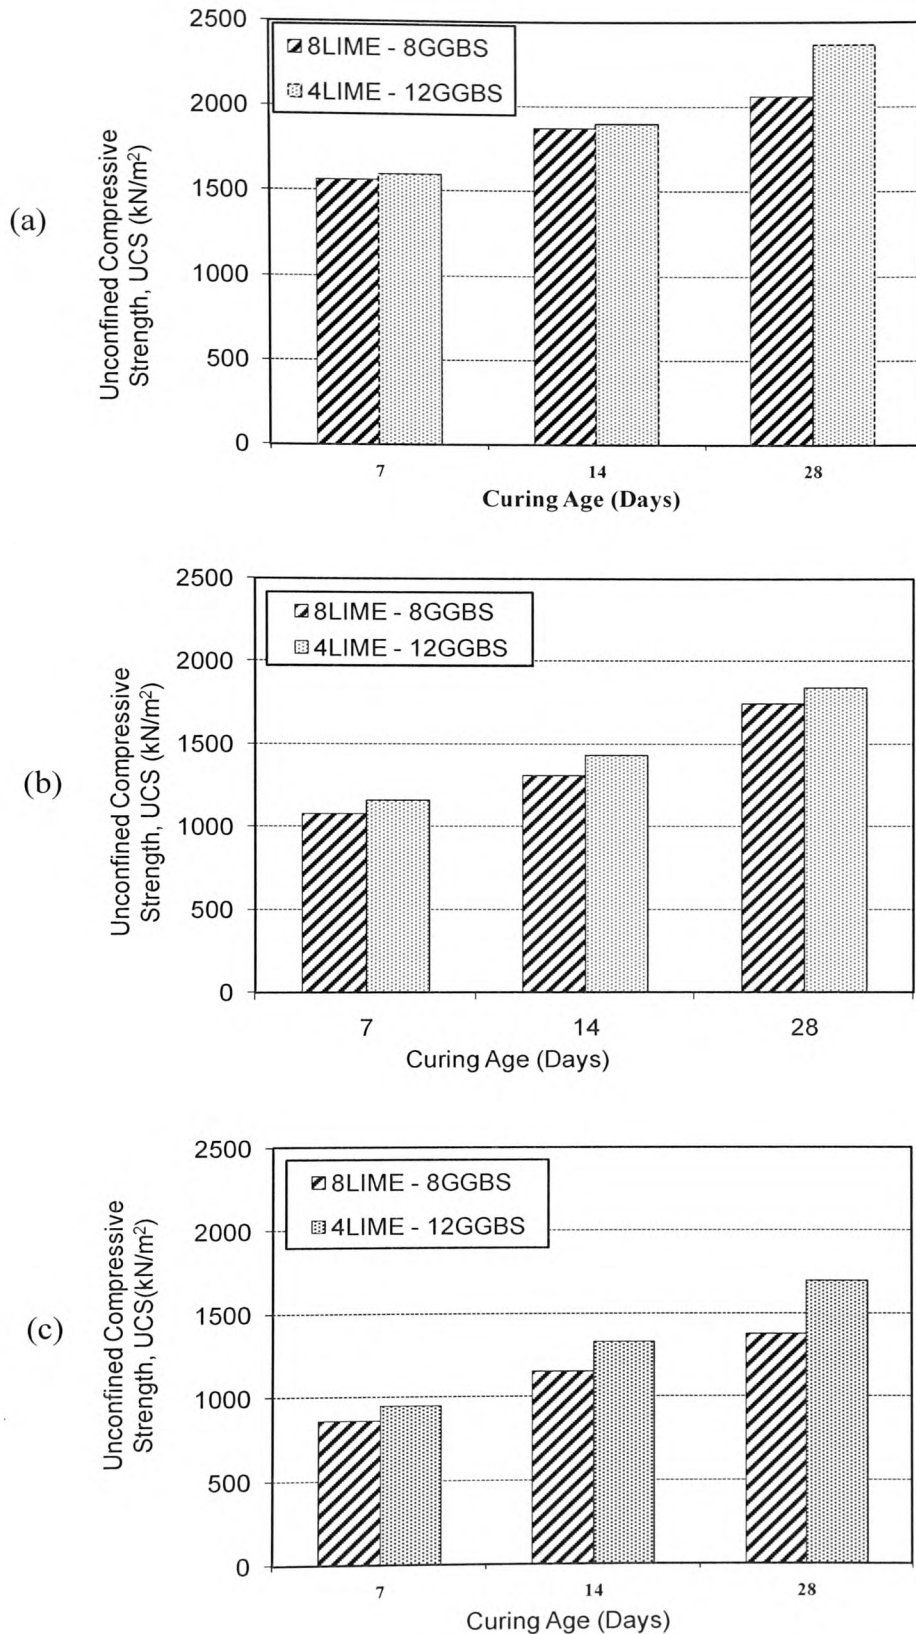 (a)
Unconfined Compressive
Strength, UCS (kN/m²)
2500
2000
1500
1000
500
0
8LIME - 8GGBS
4LIME - 12GGBS
7 14 28
Curing Age (Days)
(b)
Unconfined Compressive
Strength, UCS (kN/m²)
2500
2000
1500
1000
500
0
8LIME - 8GGBS
4LIME - 12GGBS
7 14 28
Curing Age (Days)
(c)
Unconfined Compressive
Strength, UCS(kN/m²)
2500
2000
1500
1000
500
0
8LIME - 8GGBS
4LIME - 12GGBS
7 14 28
Curing Age (Days)